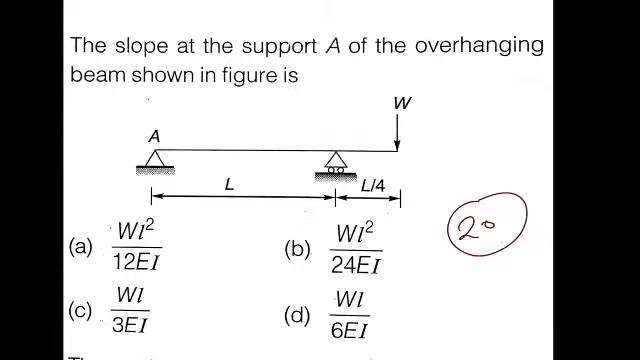 The slope at the support A of the overhanging
beam shown in figure is
W
A
L
L/4
(a) Wl²/12EI
(b) Wl²/24EI
(c) Wl/3EI
(d) Wl/6EI
20